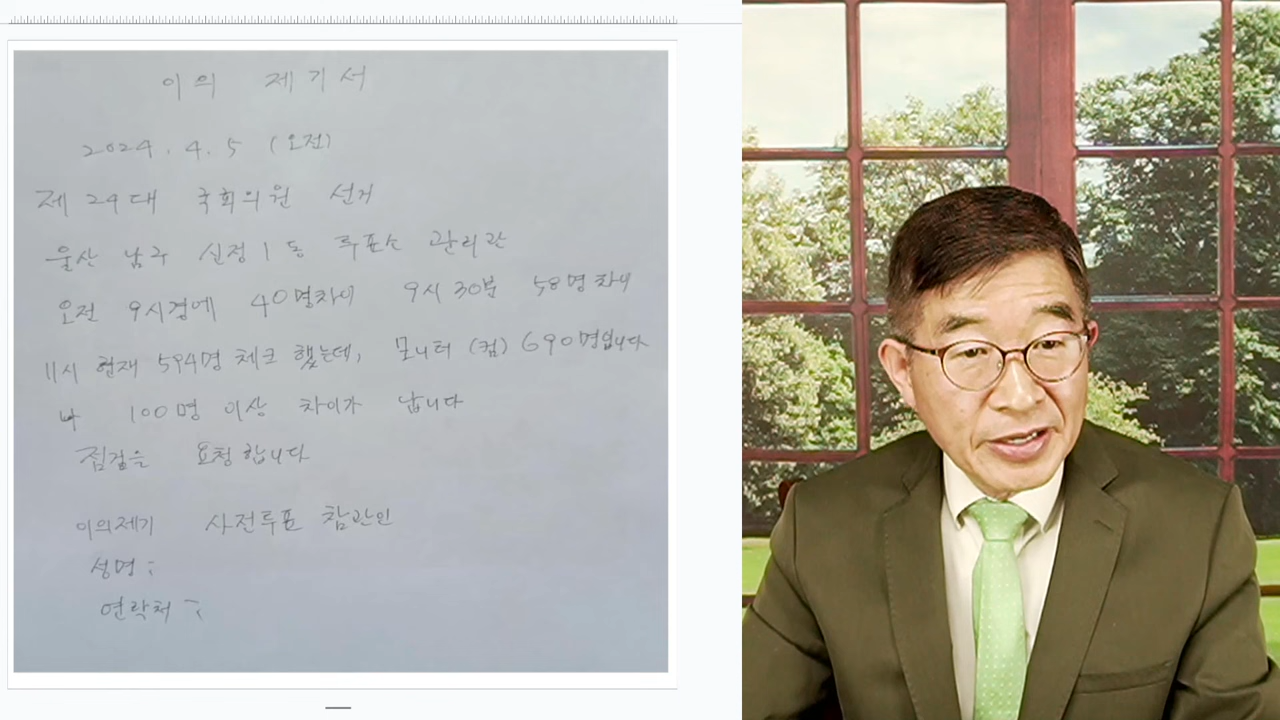 이의 제기서
2024. 4. 5 (오전)
제 24대 국회의원 선거
울산 남구 신정 1 동 투표소 관리관
오전 9시경에 40명차이 9시 30분 58명 차이
11시 현재 594명 체크 했는데, 모니터 (컴) 690명입니다
100명 이상 차이가 납니다
점검을 요청합니다
이의제기 사전투표 참관인
성명 :
연락처 :